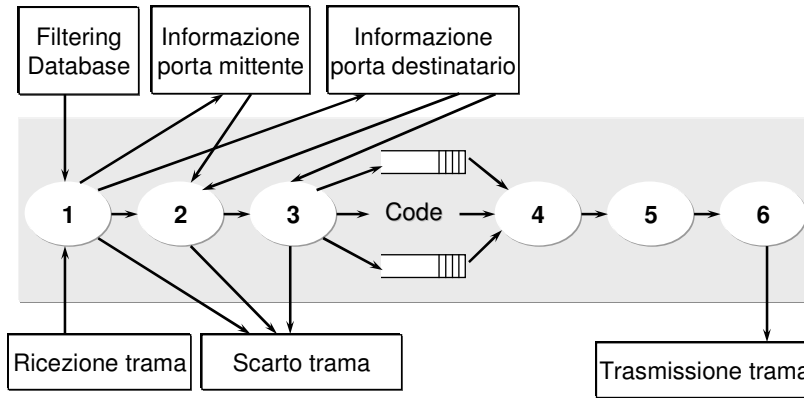 Filtering
Database
Informazione
porta mittente
Informazione
porta destinatario
1
2
3
Code
4
5
6
Ricezione trama
Scarto trama
Trasmissione trama